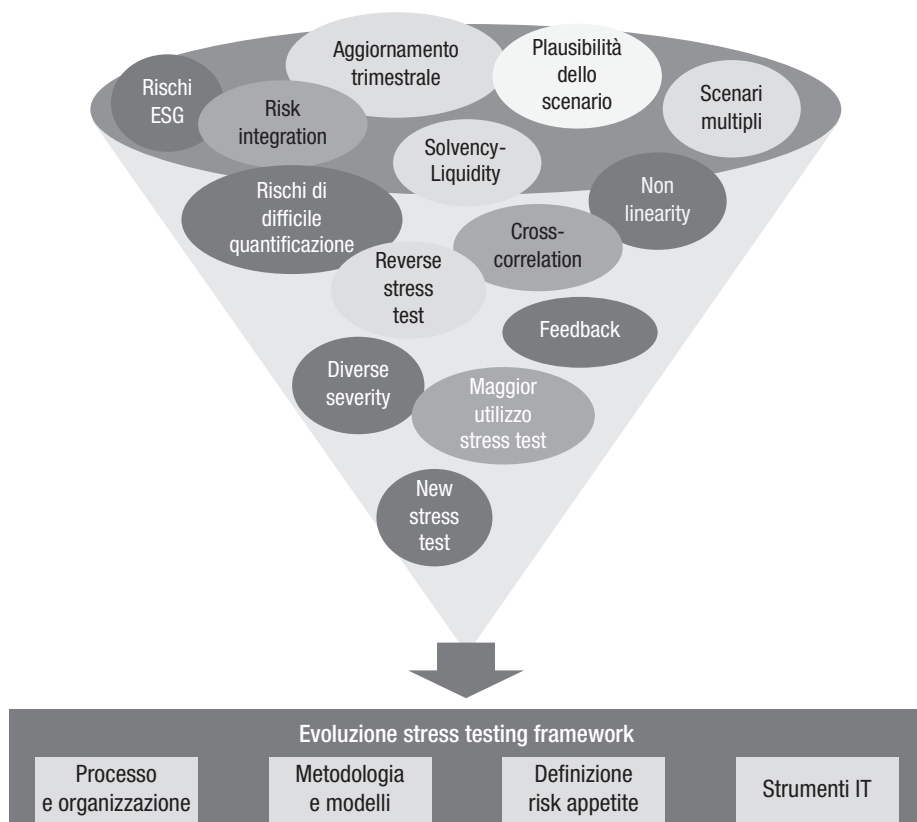 Aggiornamento
trimestrale
Plausibilità
dello
scenario
Rischi
ESG
Risk
integration
Scenari
multipli
Solvency-
Liquidity
Rischi di
difficile
quantificazione
Non
linearity
Cross-
correlation
Reverse
stress
test
Feedback
Diverse
severity
Maggior
utilizzo
stress test
New
stress
test
Evoluzione stress testing framework
Processo
e organizzazione
Metodologia
e modelli
Definizione
risk appetite
Strumenti IT